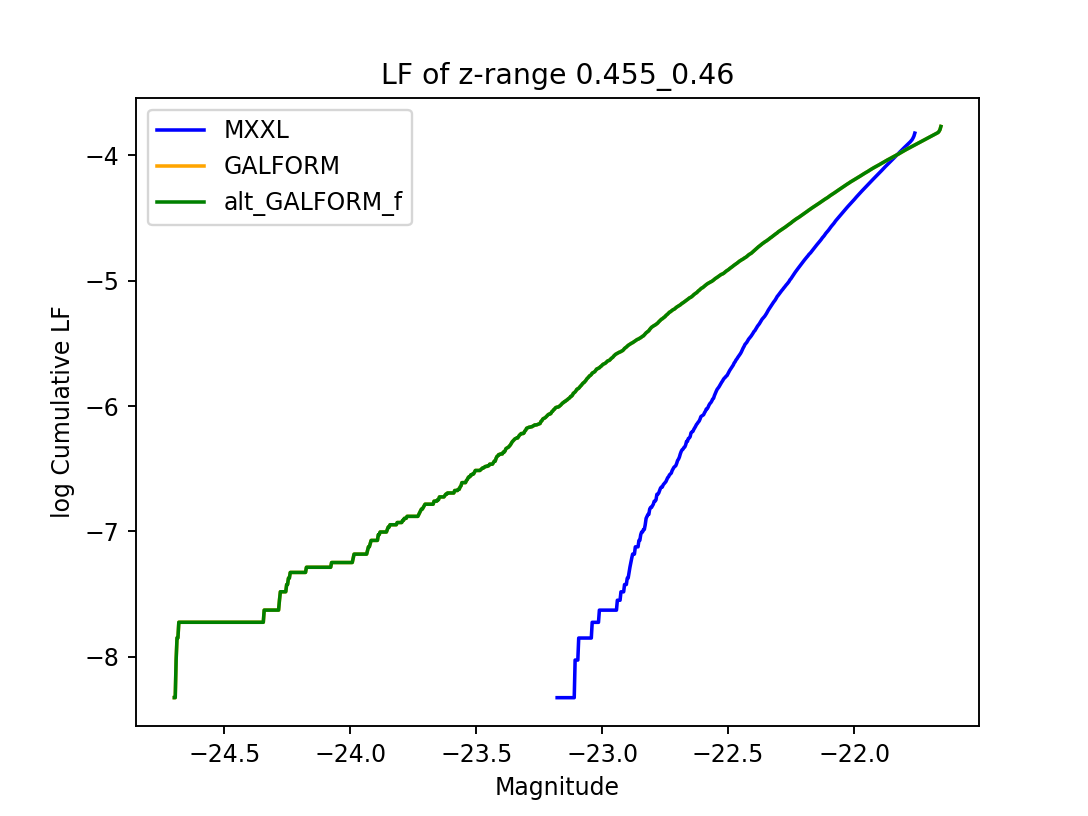 LF of z-range 0.455_0.46
MXXL
GALFORM
alt_GALFORM_f
−4
−5
−6
−7
−8
log Cumulative LF
−24.5 −24.0 −23.5 −23.0 −22.5 −22.0
Magnitude